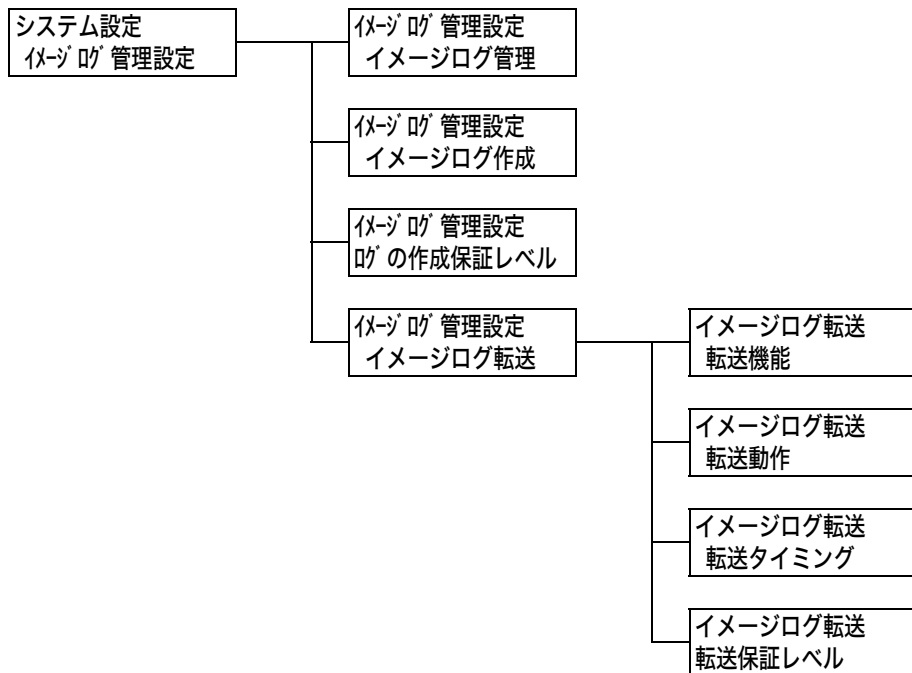 システム設定
ｲﾒｰｼﾞﾛｸﾞ管理設定
ｲﾒｰｼﾞﾛｸﾞ管理設定
イメージログ管理
ｲﾒｰｼﾞﾛｸﾞ管理設定
イメージログ作成
ｲﾒｰｼﾞﾛｸﾞ管理設定
ﾛｸﾞの作成保証レベル
ｲﾒｰｼﾞﾛｸﾞ管理設定
イメージログ転送
イメージログ転送
転送機能
イメージログ転送
転送動作
イメージログ転送
転送タイミング
イメージログ転送
転送保証レベル